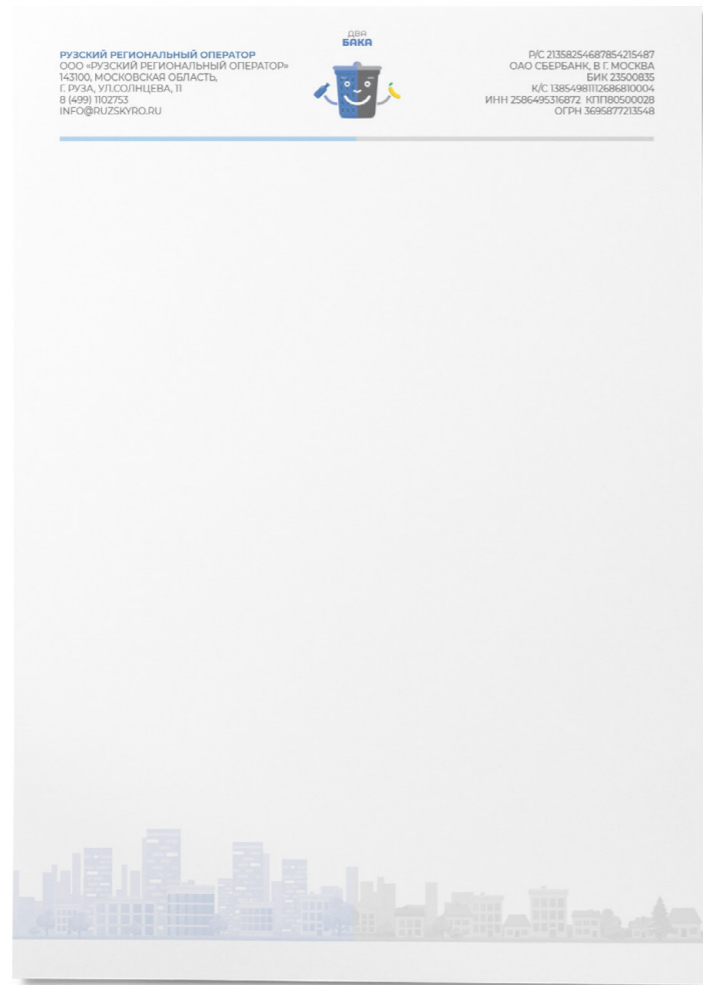 РУЗСКИЙ РЕГИОНАЛЬНЫЙ ОПЕРАТОР
ООО «РУЗСКИЙ РЕГИОНАЛЬНЫЙ ОПЕРАТОР»
143100, МОСКОВСКАЯ ОБЛАСТЬ,
Г. РУЗА, УЛ.СОЛНЦЕВА, 11
8 (499) 1102753
INFO@RUZSKYRO.RU
ДВА
БАКА
Р/С 21358254687854215487
ОАО СБЕРБАНК, В Г. МОСКВА
БИК 23500835
К/С 13854981112686810004
ИНН 2586495316872 КПП80500028
ОГРН 3695877213548